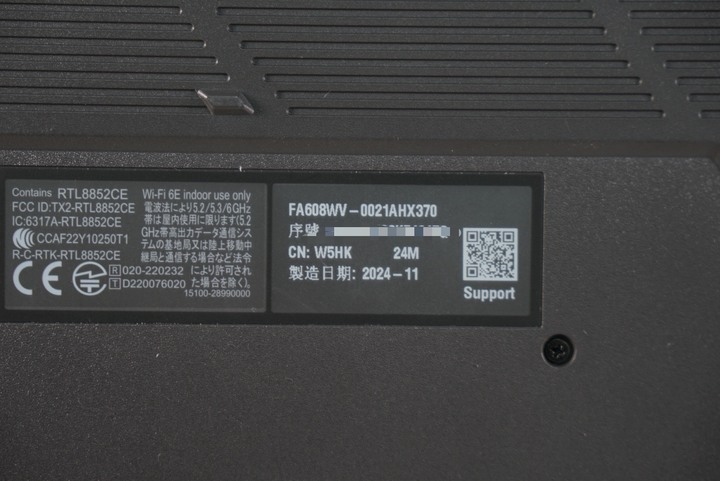 Contains RTL8852CE
FCC ID:TX2-RTL8852CE
IC:6317A-RTL8852CE
CCAF22Y10250T1
R-C-RTK-RTL8852CE
Wi-Fi 6E indoor use only
電波法により5.2/5.3/6GHz
帯は屋内使用に限ります(5.2
GHz帯高出力データ通信シス
テムの基地局又は陸上移動中
継局と通信する場合など法令
により許可され
た場合を除く)。
CE
R 020-220232
T D220076020
15100-28990000
FA608WV-0021AHX370
序號
CN: W5HK 24M
製造日期: 2024-11
Support